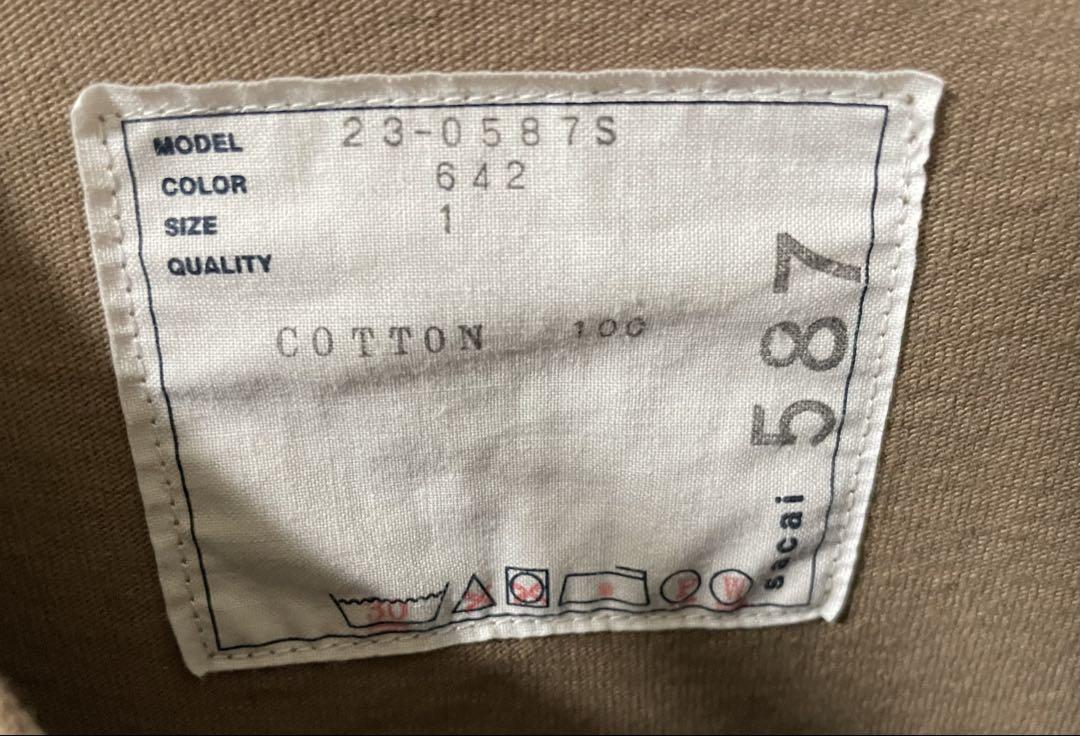 MODEL 23-0587S
COLOR 642
SIZE 1
QUALITY
COTTON 100
587
sacai
30 F W